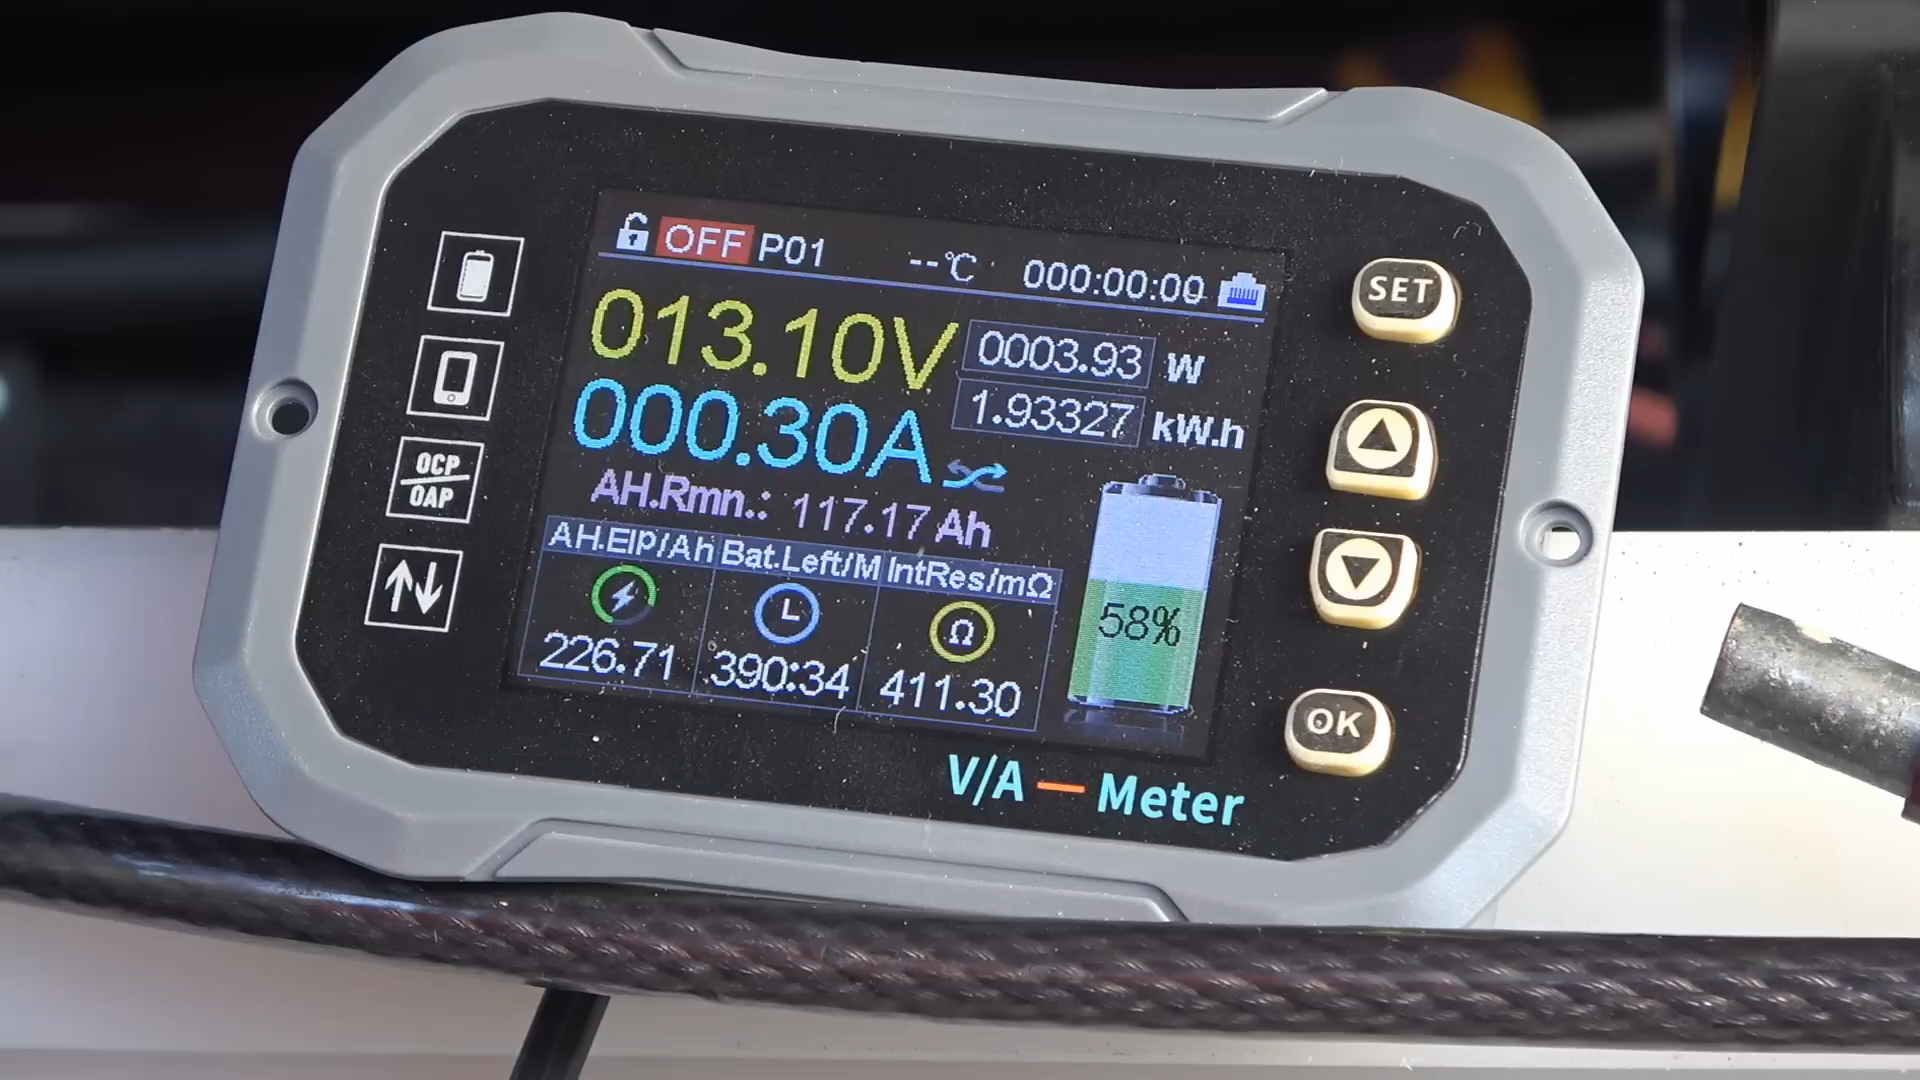 OFF P01 --℃ 000:00:00
SET
013.10V 0003.93 W
000.30A 1.93327 kW.h
AH.Rmn.: 117.17 Ah
OCP
OAP
AH.ElP/Ah Bat.Left/M IntRes/mΩ
Ω
58%
226.71 390:34 411.30
OK
V/A — Meter